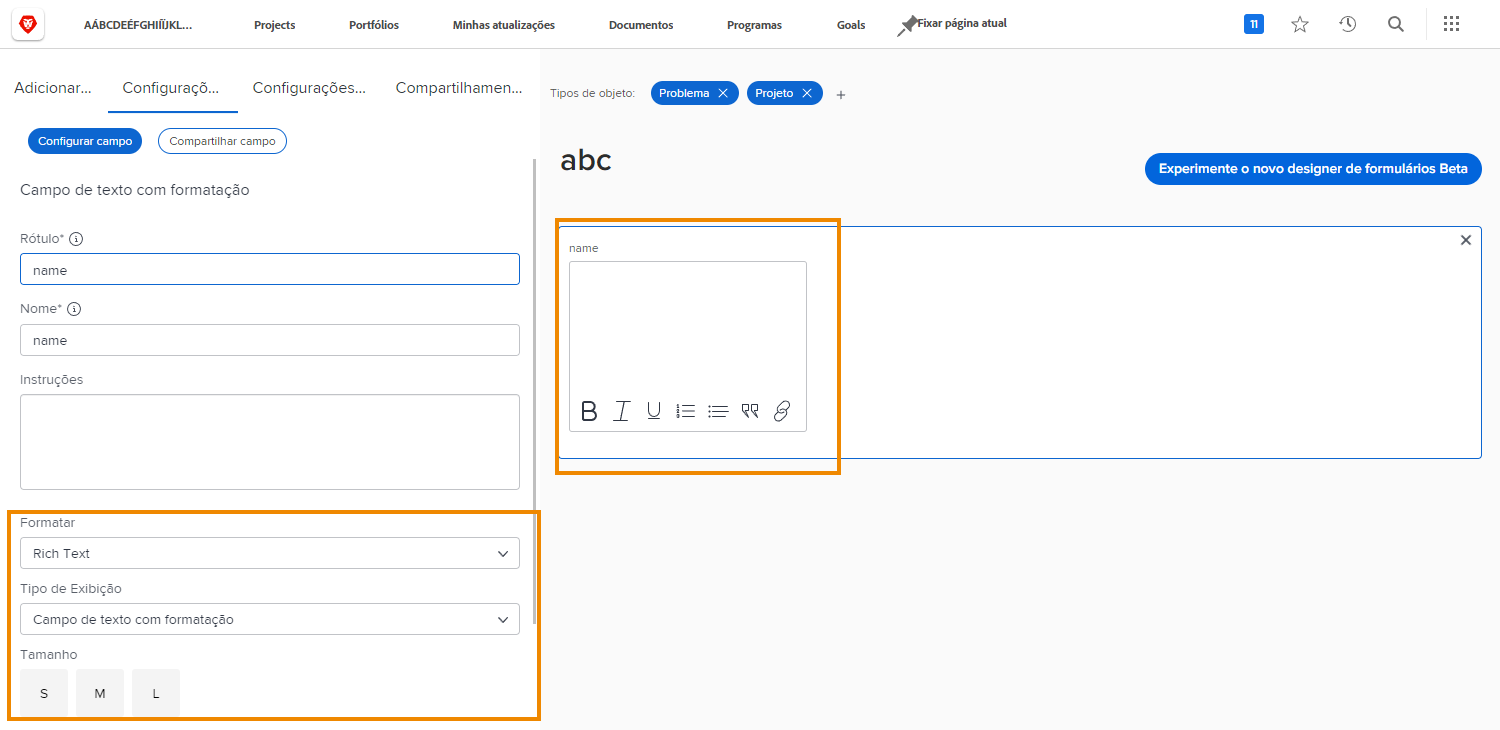 AÁBCDEÉFGHIÍÏJKL... Projects Portfólios Minhas atualizações Documentos Programas Goals Fixar página atual 11
Adicionar... Configuraçõ... Configurações... Compartilhamen...
Configurar campo Compartilhar campo
Campo de texto com formatação
Rótulo*
name
Nome*
name
Instruções
Formatar
Rich Text
Tipo de Exibição
Campo de texto com formatação
Tamanho
S M L
Tipos de objeto: Problema Projeto
abc
Experimente o novo designer de formulários Beta
name
B I U